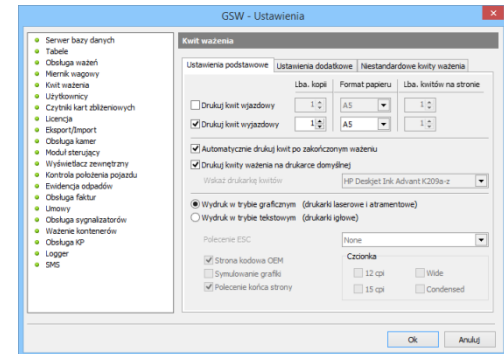 GSW - Ustawienia
Serwer bazy danych
Tabele
Obsługa ważeń
Miernik wagowy
Kwit ważenia
Użytkownicy
Czytniki kart zbliżeniowych
Licencja
Eksport/Import
Obsługa kamer
Moduł sterujący
Wyświetlacz zewnętrzny
Kontrola położenia pojazdu
Ewidencja odpadów
Obsługa faktur
Umowy
Obsługa sygnalizatorów
Ważenie kontenerów
Obsługa KP
Logger
SMS
Kwit ważenia
Ustawienia podstawowe Ustawienia dodatkowe Niestandardowe kwity ważenia
Lba. kopii Format papieru Lba. kwitów na stronie
Drukuj kwit wjazdowy 1 A5 1
Drukuj kwit wyjazdowy 1 A5 1
Automatycznie drukuj kwit po zakończonym ważeniu
Drukuj kwity ważenia na drukarce domyślnej
Wskaż drukarkę kwitów HP Deskjet Ink Advant K209a-z
Wydruk w trybie graficznym (drukarki laserowe i atramentowe)
Wydruk w trybie tekstowym (drukarki igłowe)
Polecenie ESC None
Strona kodowa OEM
Symulowanie grafiki
Polecenie końca strony
Czcionka
12 cpi Wide
15 cpi Condensed
Ok Anuluj